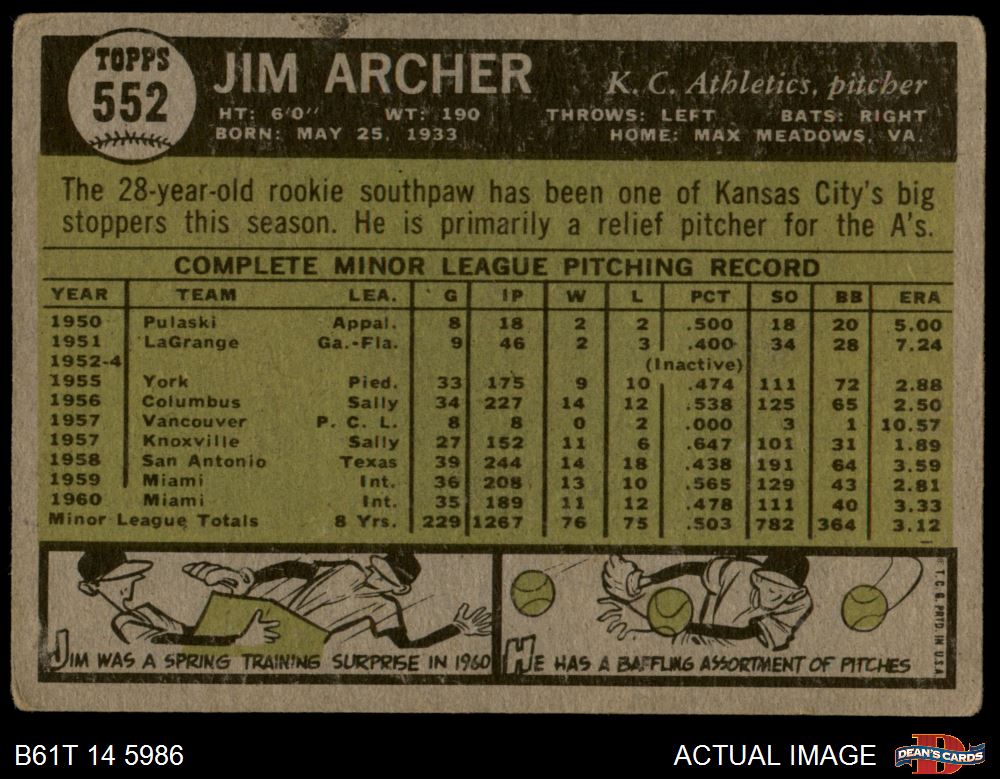 TOPPS
552
JIM ARCHER
K. C. Athletics, pitcher
HT: 6'0" WT: 190 THROWS: LEFT BATS: RIGHT
BORN: MAY 25, 1933 HOME: MAX MEADOWS, VA.
The 28-year-old rookie southpaw has been one of Kansas City's big
stoppers this season. He is primarily a relief pitcher for the A's.
COMPLETE MINOR LEAGUE PITCHING RECORD
YEAR TEAM LEA. G IP W L PCT SO BB ERA
1950 Pulaski Appal. 8 18 2 2 .500 18 20 5.00
1951 LaGrange Ga.-Fla. 9 46 2 3 .400 34 28 7.24
1952-4 (Inactive)
1955 York Pied. 33 175 9 10 .474 111 72 2.88
1956 Columbus Sally 34 227 14 12 .538 125 65 2.50
1957 Vancouver P. C. L. 8 8 0 2 .000 3 1 10.57
1957 Knoxville Sally 27 152 11 6 .647 101 31 1.89
1958 San Antonio Texas 39 244 14 18 .438 191 64 3.59
1959 Miami Int. 36 208 13 10 .565 129 43 2.81
1960 Miami Int. 35 189 11 12 .478 111 40 3.33
Minor League Totals 8 Yrs. 229 1267 76 75 .503 782 364 3.12
JIM WAS A SPRING TRAINING SURPRISE IN 1960
HE HAS A BAFFLING ASSORTMENT OF PITCHES
T. C. G. PRTD. IN U.S.A.
B61T 14 5986
ACTUAL IMAGE
D
DEAN'S CARDS